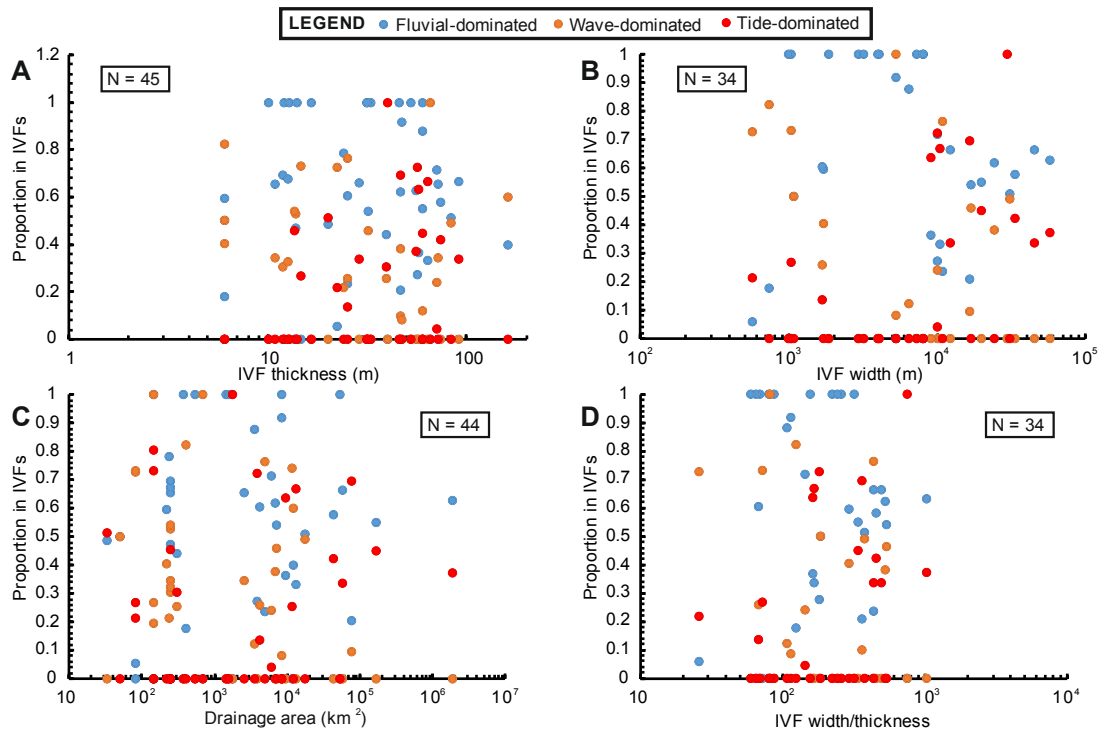 LEGEND Fluvial-dominated Wave-dominated Tide-dominated
A
N = 45
Proportion in IVFs
1.2
1
0.8
0.6
0.4
0.2
0
1 10 100
IVF thickness (m)
B
N = 34
Proportion in IVFs
1
0.9
0.8
0.7
0.6
0.5
0.4
0.3
0.2
0.1
0
10² 10³ 10⁴ 10⁵
IVF width (m)
C
N = 44
Proportion in IVFs
1
0.9
0.8
0.7
0.6
0.5
0.4
0.3
0.2
0.1
0
10 10² 10³ 10⁴ 10⁵ 10⁶ 10⁷
Drainage area (km²)
D
N = 34
Proportion in IVFs
1
0.9
0.8
0.7
0.6
0.5
0.4
0.3
0.2
0.1
0
10 10² 10³ 10⁴
IVF width/thickness